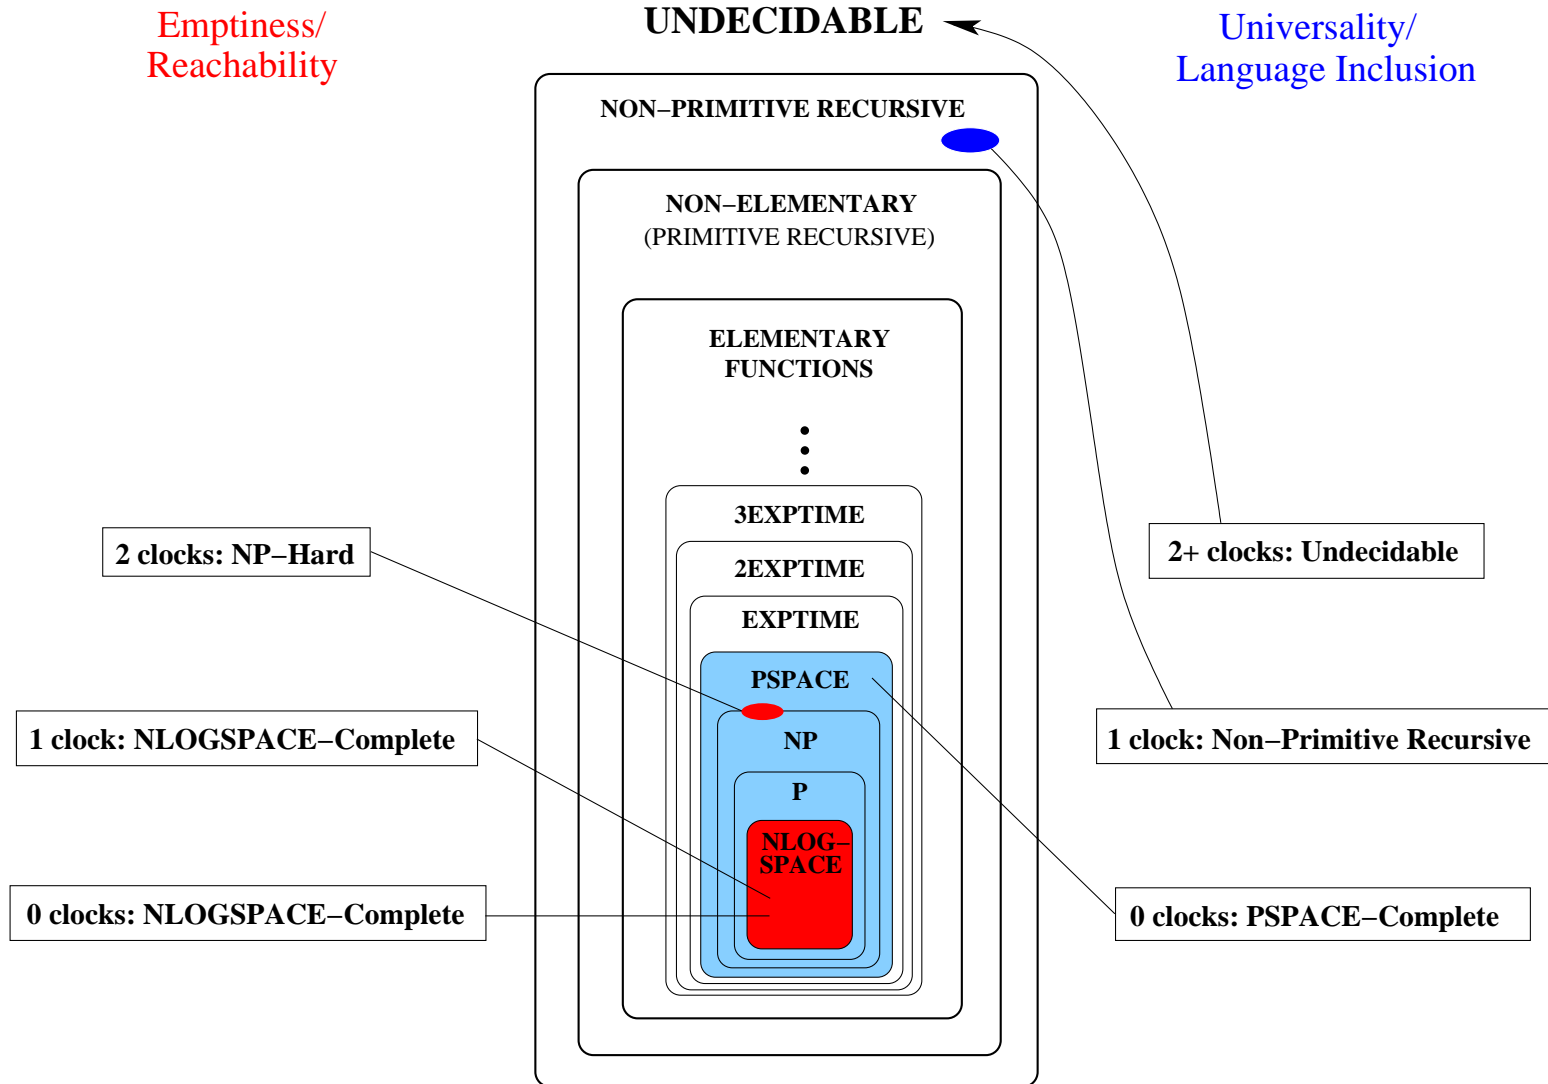 Emptiness/
Reachability
UNDECIDABLE
Universality/
Language Inclusion
NON−PRIMITIVE RECURSIVE
NON−ELEMENTARY
(PRIMITIVE RECURSIVE)
ELEMENTARY
FUNCTIONS
3EXPTIME
2EXPTIME
EXPTIME
PSPACE
NP
P
NLOG−
SPACE
2 clocks: NP−Hard
1 clock: NLOGSPACE−Complete
0 clocks: NLOGSPACE−Complete
2+ clocks: Undecidable
1 clock: Non−Primitive Recursive
0 clocks: PSPACE−Complete